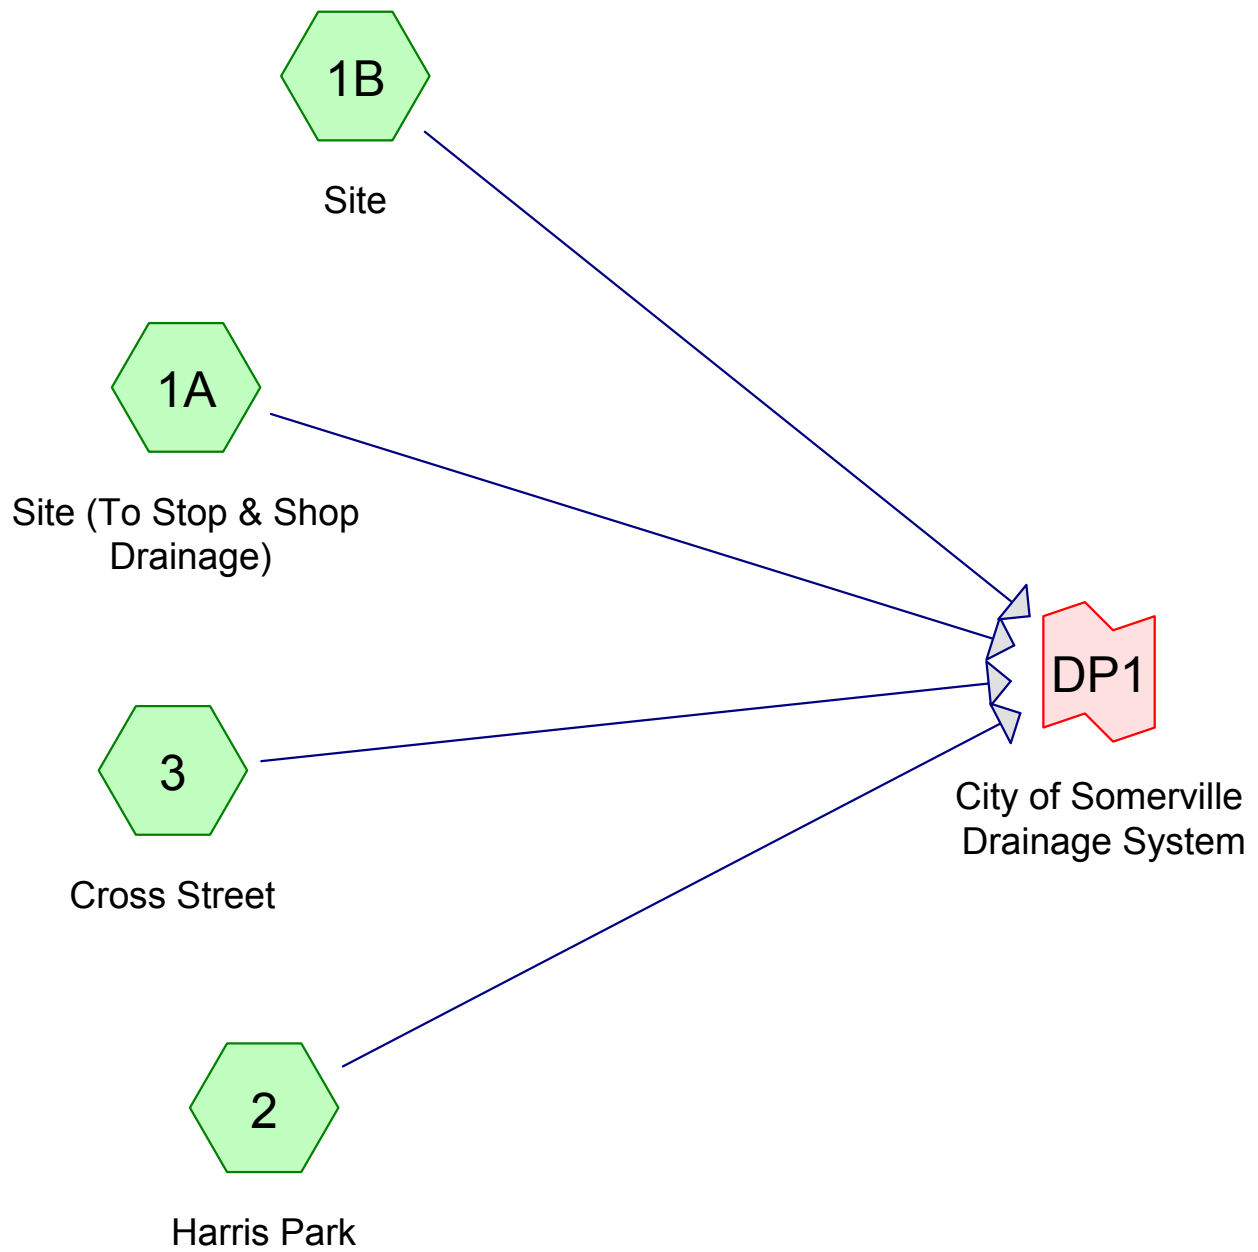 1B
Site
1A
Site (To Stop & Shop
Drainage)
DP1
City of Somerville
Drainage System
3
Cross Street
2
Harris Park